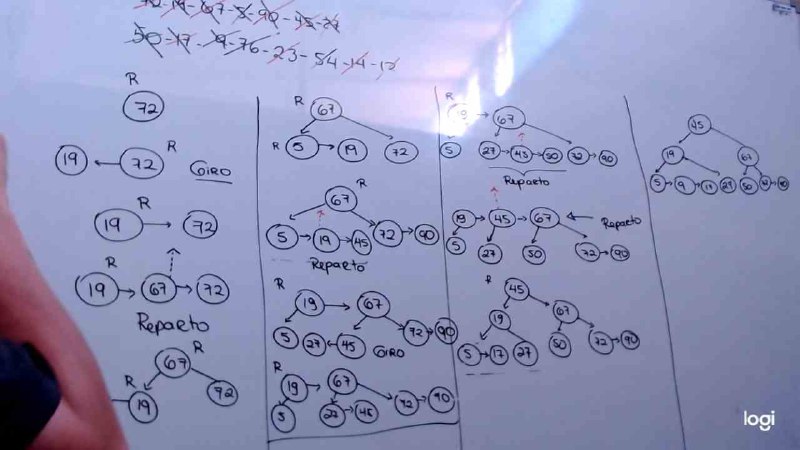 72-19-67-5-90-45-27
50-17-9-76-23-54-14-12
R
72
19 72 R
GIRO
19 72
R
19 67 72
Reparto
67 R
R
19 92
R 67
R 5 19 72
R
67
5 19 45 72 90
Reparto
R
19 67
5 27 45 72 90
GIRO
R
19 67
5 27 45 72 90
R
19 67
5 27 45 50 72 90
Reparto
19 45 67 Reparto
5 27 50 72 90
R
45
19 67
5 17 27 50 72 90
45
19 67
5 9 17 27 50
logi